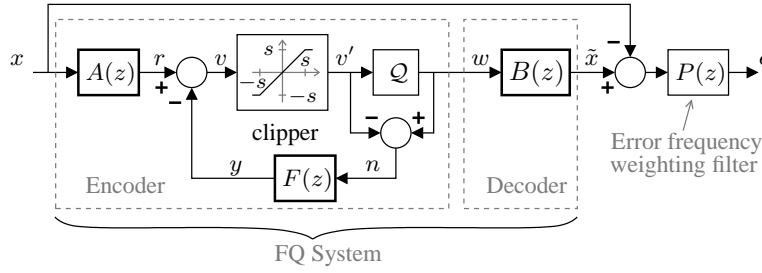 x
A(z)
r
+
−
v
s
s
−s
−s
clipper
v′
Q
−
+
w
B(z)
x̃
−
+
P(z)
Error frequency
weighting filter
y
F(z)
n
Encoder
Decoder
FQ System